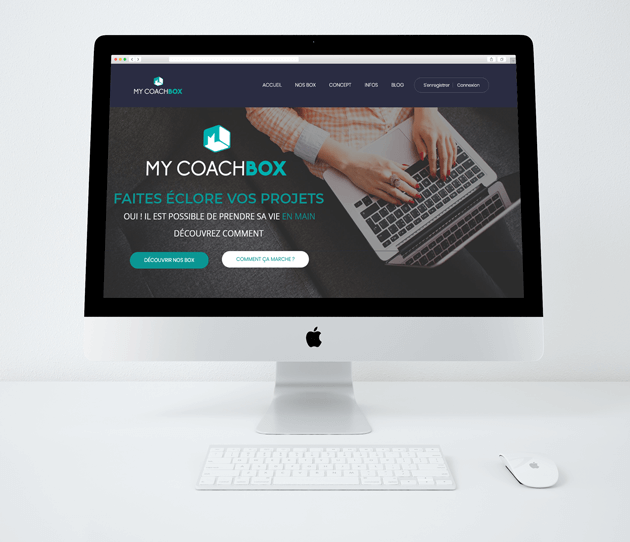 MY COACHBOX
ACCUEIL NOS BOX CONCEPT INFOS BLOG S'enregistrer Connexion
MY COACHBOX
FAITES ÉCLORE VOS PROJETS
OUI ! IL EST POSSIBLE DE PRENDRE SA VIE EN MAIN
DÉCOUVREZ COMMENT
DÉCOUVRIR NOS BOX COMMENT ÇA MARCHE ?